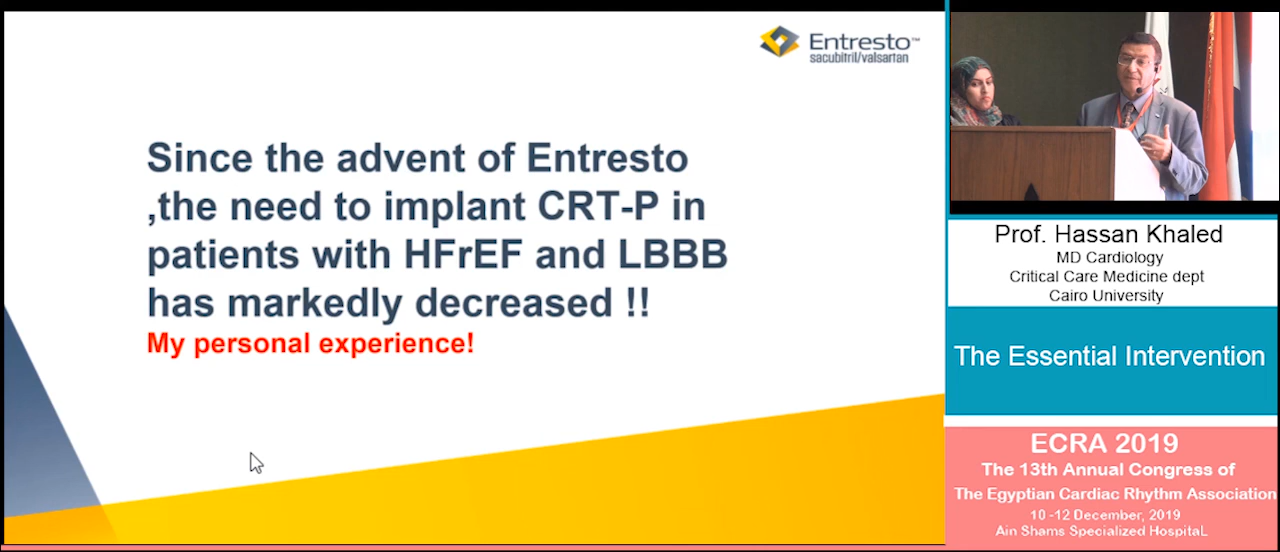 Entresto™
sacubitril/valsartan
Since the advent of Entresto
,the need to implant CRT-P in
patients with HFrEF and LBBB
has markedly decreased !!
My personal experience!
Prof. Hassan Khaled
MD Cardiology
Critical Care Medicine dept
Cairo University
The Essential Intervention
ECRA 2019
The 13th Annual Congress of
The Egyptian Cardiac Rhythm Association
10 -12 December, 2019
Ain Shams Specialized HospitaL